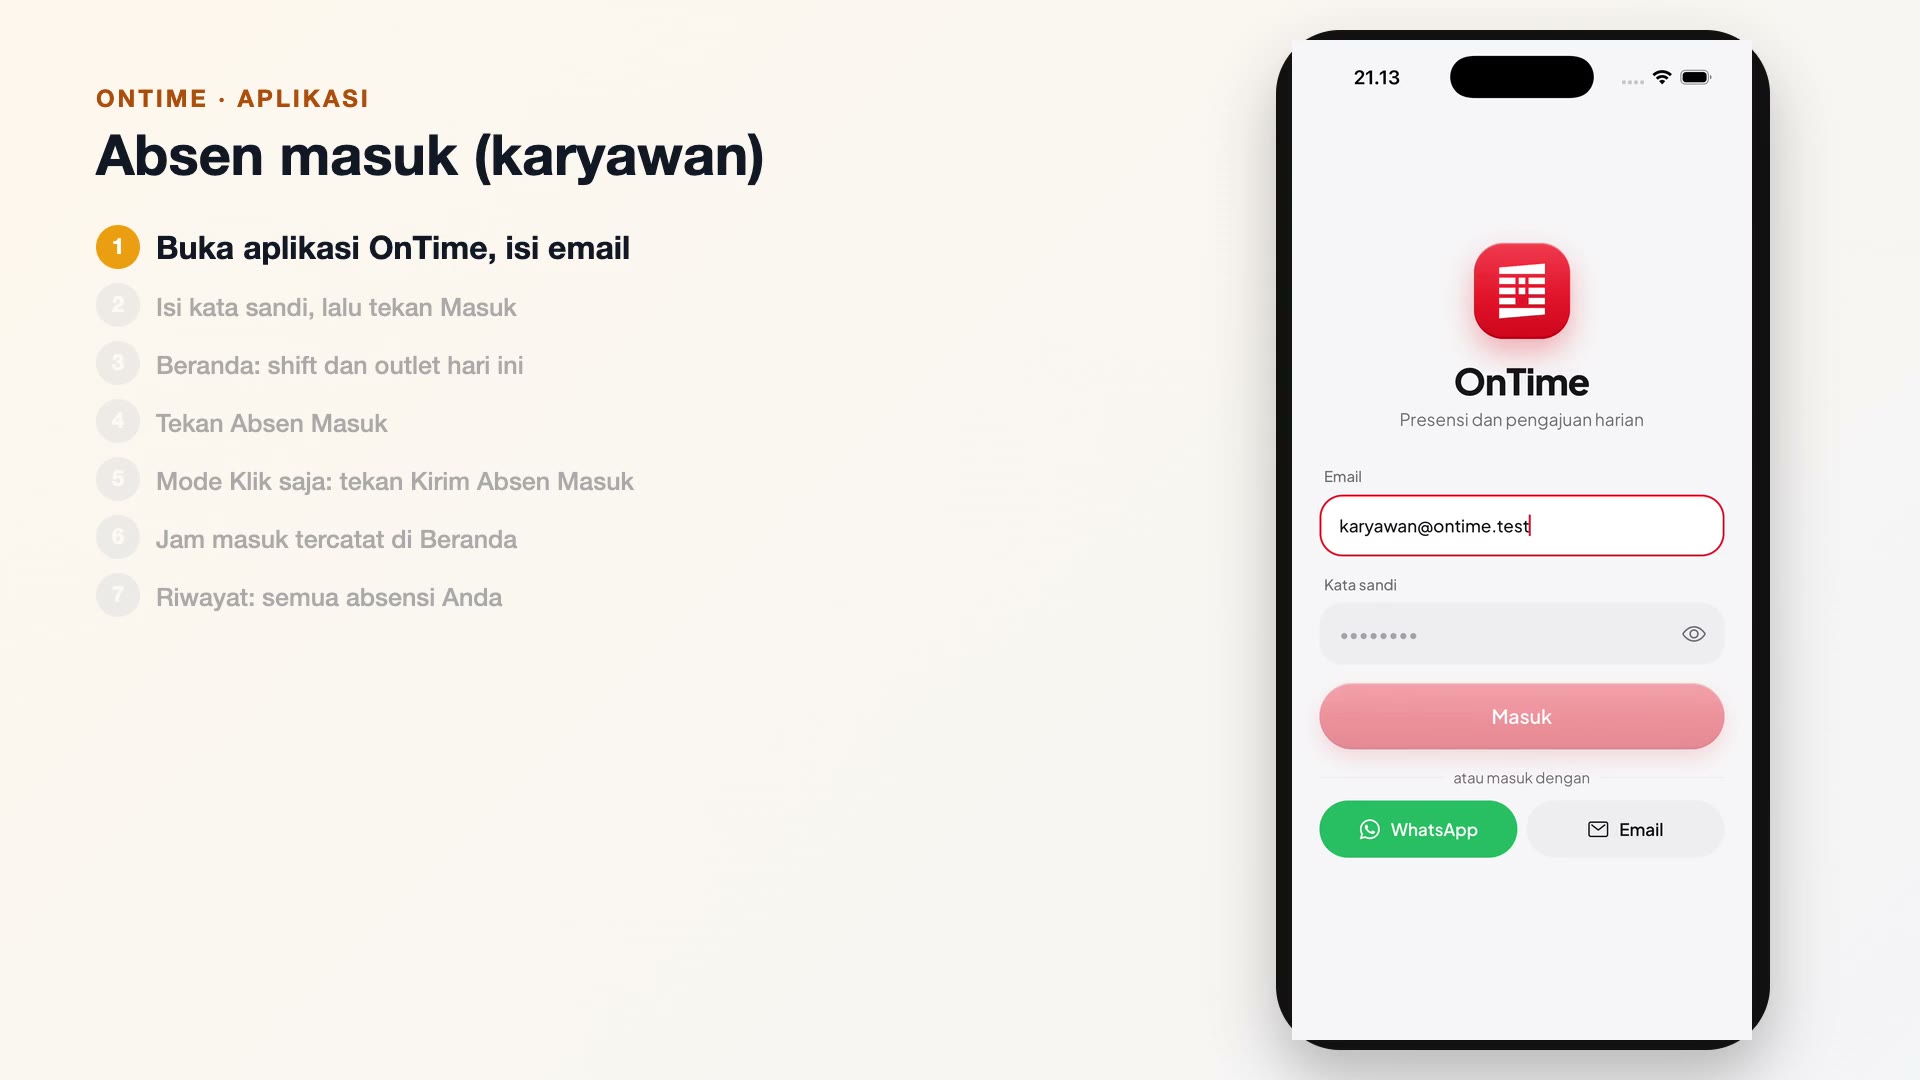 ONTIME · APLIKASI
Absen masuk (karyawan)
1 Buka aplikasi OnTime, isi email
2 Isi kata sandi, lalu tekan Masuk
3 Beranda: shift dan outlet hari ini
4 Tekan Absen Masuk
5 Mode Klik saja: tekan Kirim Absen Masuk
6 Jam masuk tercatat di Beranda
7 Riwayat: semua absensi Anda
21.13
OnTime
Presensi dan pengajuan harian
Email
karyawan@ontime.test
Kata sandi
••••••••
Masuk
atau masuk dengan
WhatsApp
Email